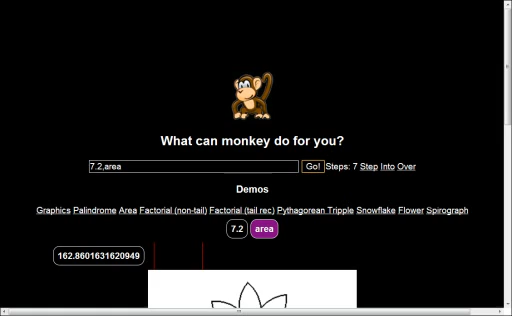 What can monkey do for you?
7.2,area Go! Steps: 7 Step Into Over
Demos
Graphics Palindrome Area Factorial (non-tail) Factorial (tail rec) Pythagorean Tripple Snowflake Flower Spirograph
7.2 area
162.8601631620949